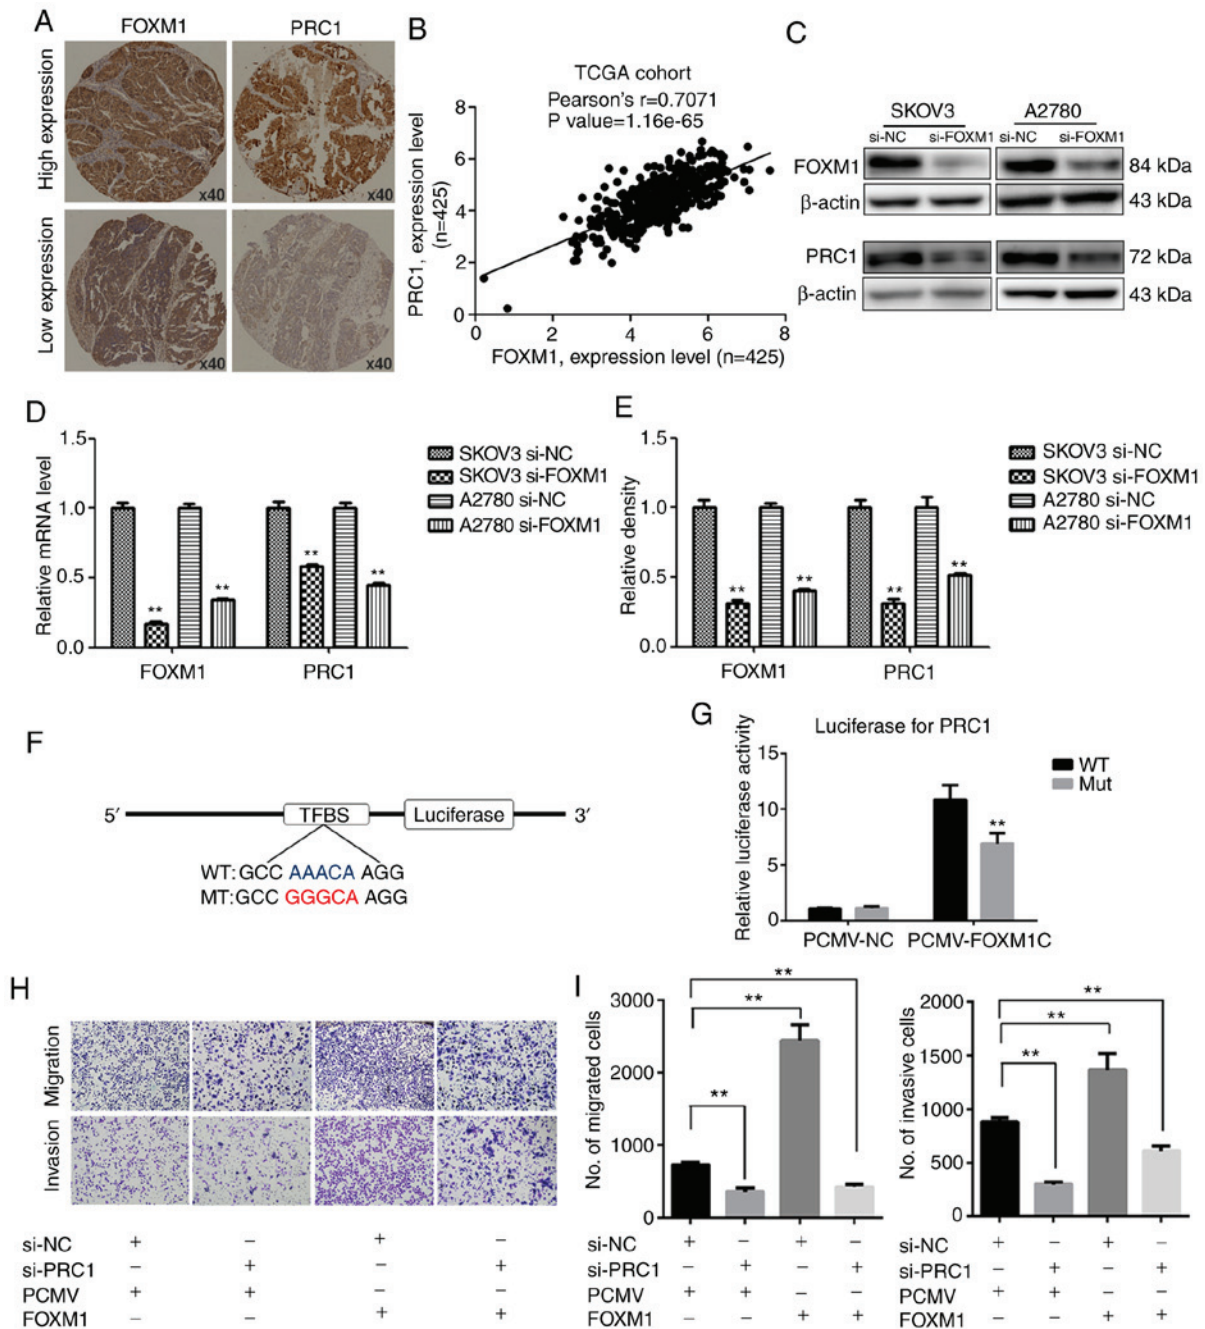 A
FOXM1
PRC1
High expression
x40
x40
Low expression
x40
x40
B
TCGA cohort
Pearson's r=0.7071
P value=1.16e-65
PRC1, expression level
(n=425)
8
6
4
2
0
0 2 4 6 8
FOXM1, expression level (n=425)
C
SKOV3 A2780
si-NC si-FOXM1 si-NC si-FOXM1
FOXM1 84 kDa
β-actin 43 kDa
PRC1 72 kDa
β-actin 43 kDa
D
Relative mRNA level
1.5
1.0
0.5
0.0
** ** ** **
FOXM1 PRC1
SKOV3 si-NC
SKOV3 si-FOXM1
A2780 si-NC
A2780 si-FOXM1
E
Relative density
1.5
1.0
0.5
0.0
** ** ** **
FOXM1 PRC1
SKOV3 si-NC
SKOV3 si-FOXM1
A2780 si-NC
A2780 si-FOXM1
F
5′ TFBS Luciferase 3′
WT:GCC AAACA AGG
MT:GCC GGGCA AGG
G
Luciferase for PRC1
Relative luciferase activity
15
10
5
0
**
PCMV-NC PCMV-FOXM1C
WT
Mut
H
Migration
Invasion
si-NC + − + −
si-PRC1 − + − +
PCMV + + − −
FOXM1 − − + +
I
No. of migrated cells
3000
2000
1000
0
**
**
**
si-NC + − + −
si-PRC1 − + − +
PCMV + + − −
FOXM1 − − + +
No. of invasive cells
2000
1500
1000
500
0
**
**
**
si-NC + − + −
si-PRC1 − + − +
PCMV + + − −
FOXM1 − − + +